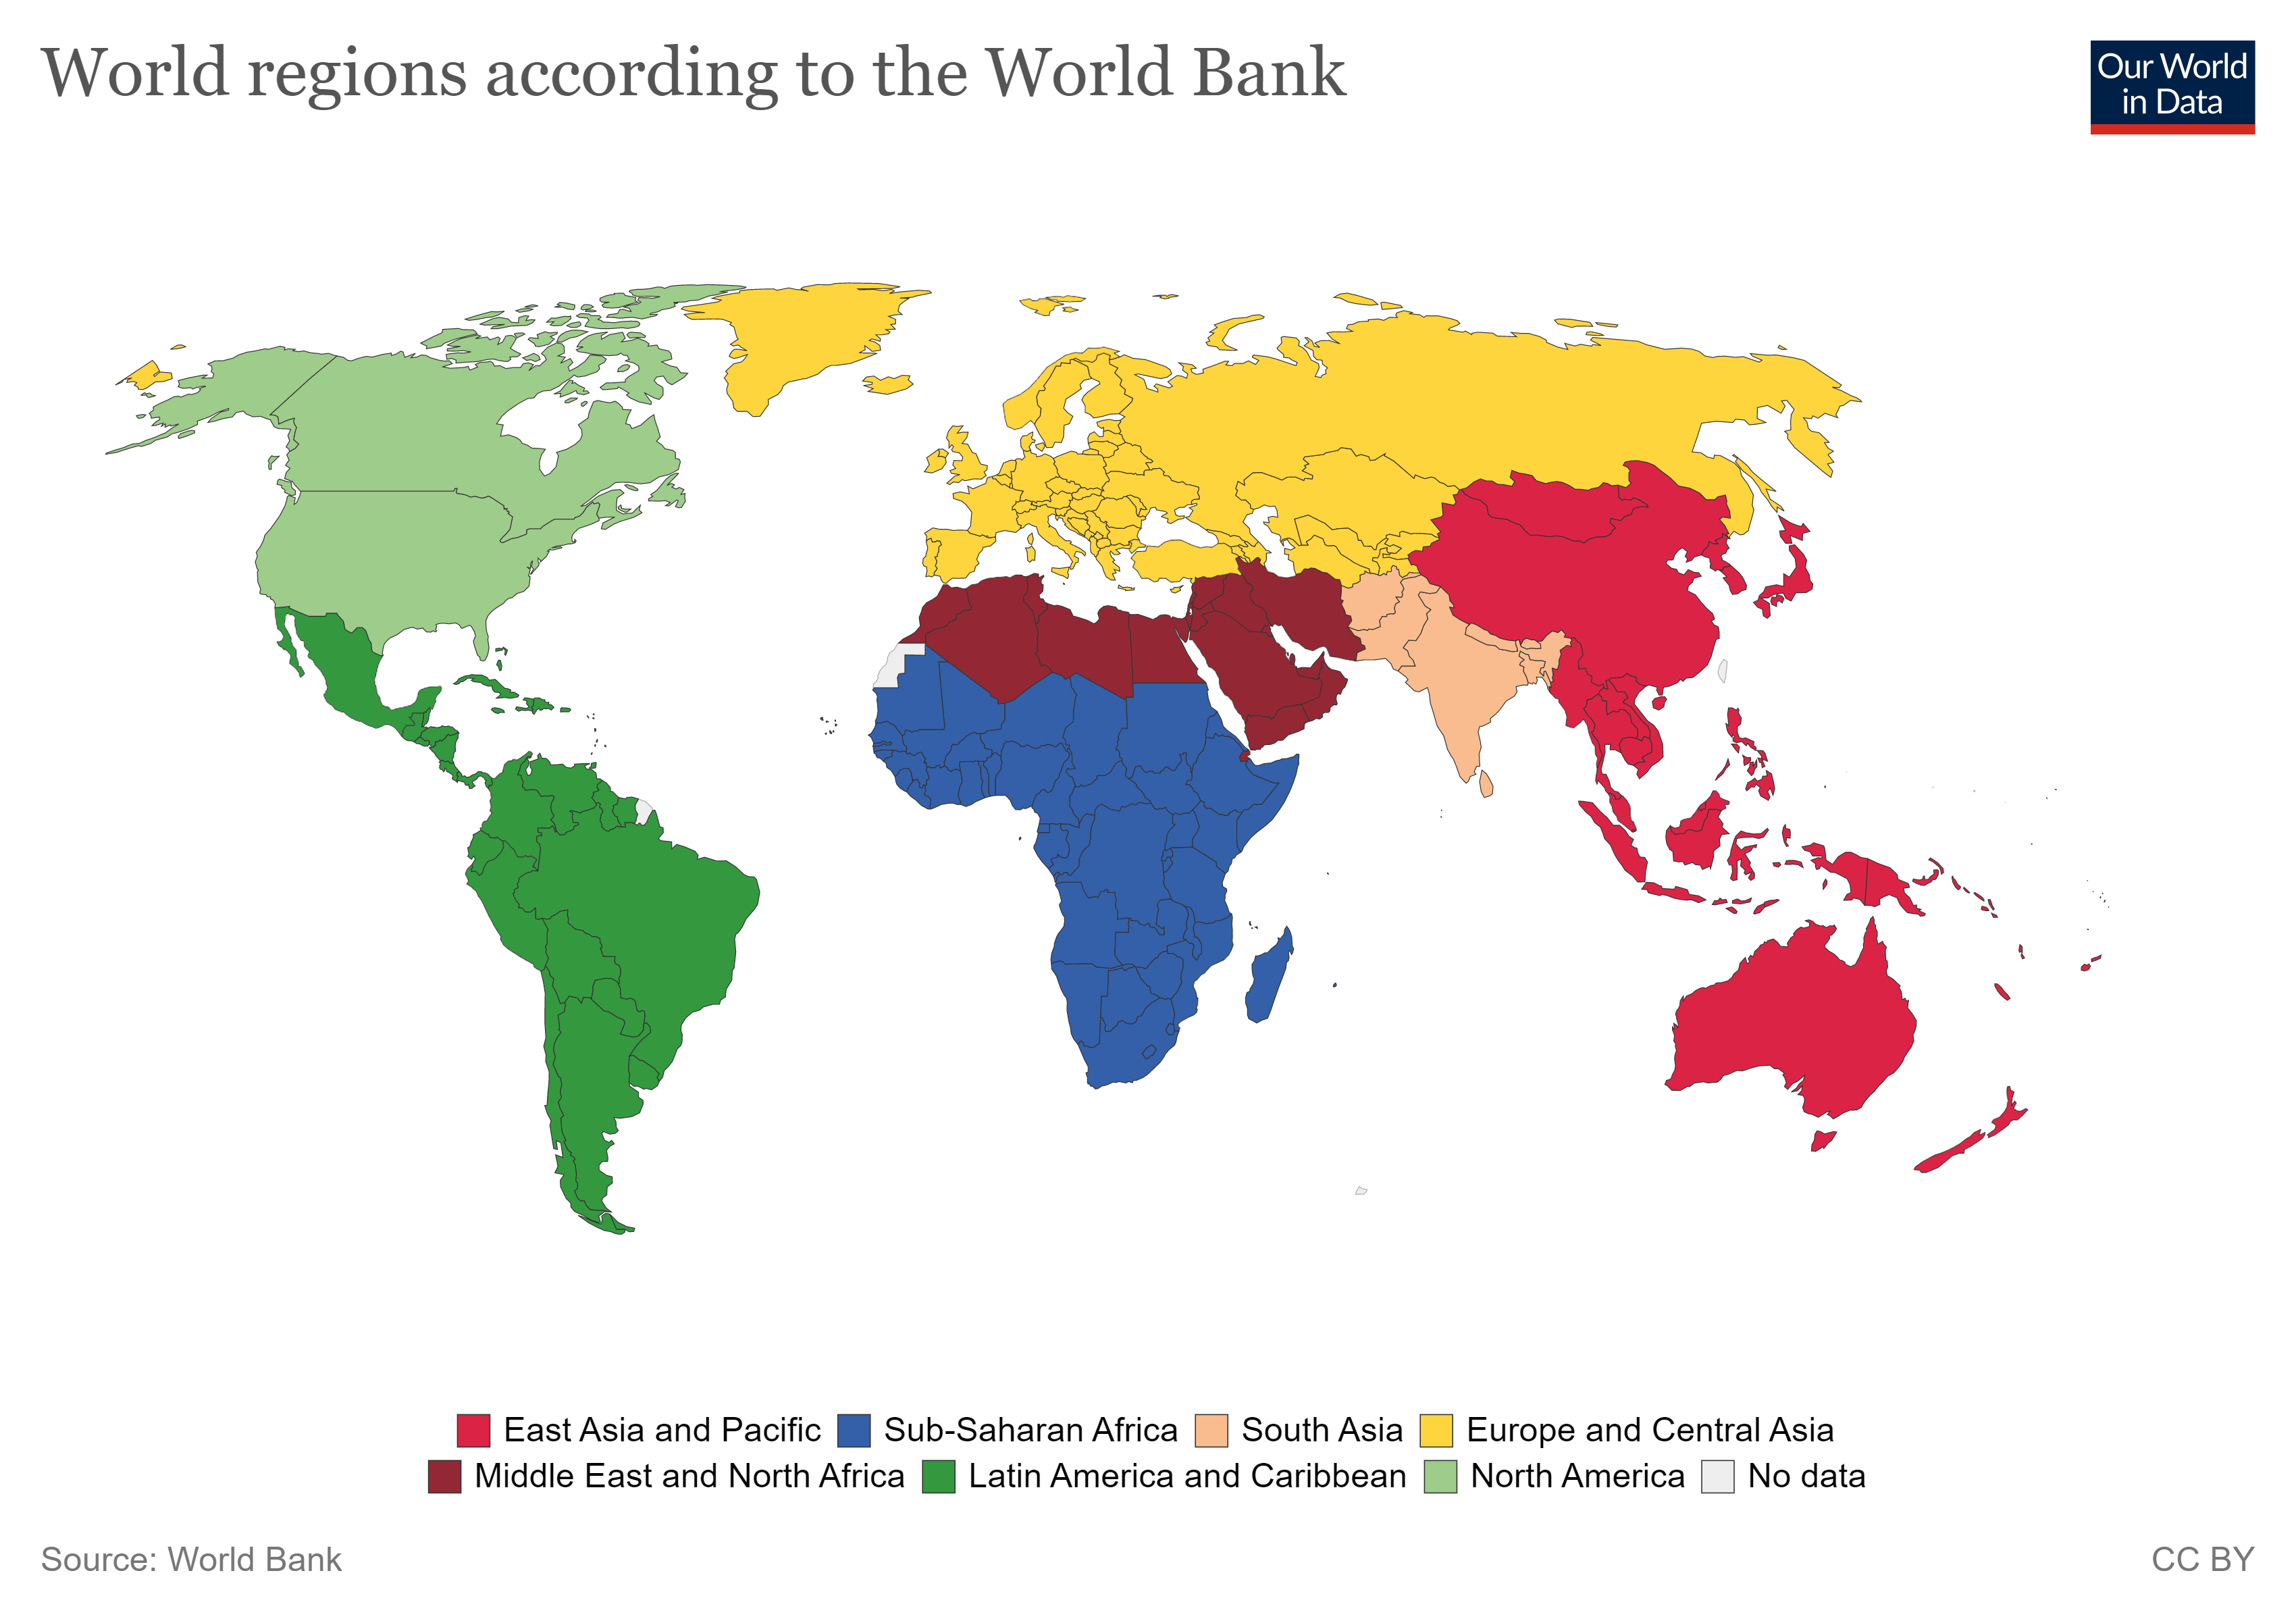 World regions according to the World Bank
Our World
in Data
East Asia and Pacific Sub-Saharan Africa South Asia Europe and Central Asia
Middle East and North Africa Latin America and Caribbean North America No data
Source: World Bank CC BY